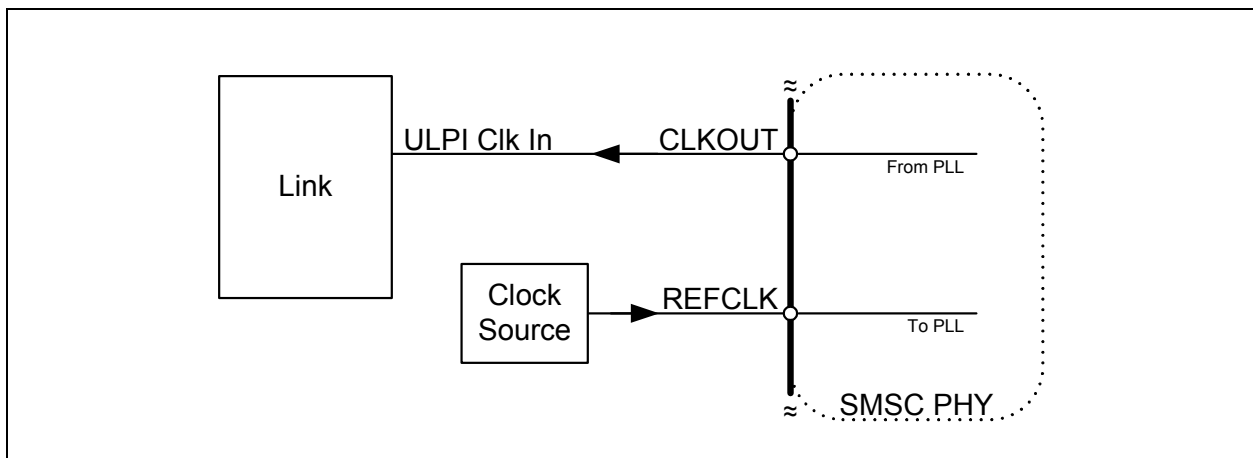 ULPI Clk In
CLKOUT
From PLL
Link
Clock
Source
REFCLK
To PLL
SMSC PHY